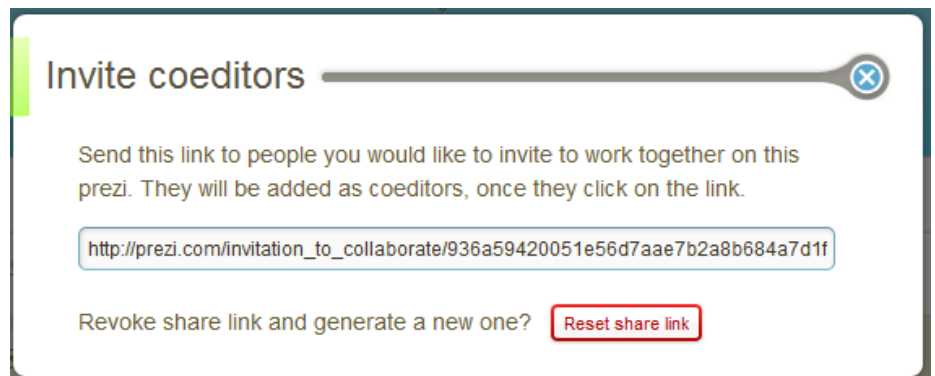 Invite coeditors
Send this link to people you would like to invite to work together on this
prezi. They will be added as coeditors, once they click on the link.
http://prezi.com/invitation_to_collaborate/936a59420051e56d7aae7b2a8b684a7d1f
Revoke share link and generate a new one? Reset share link